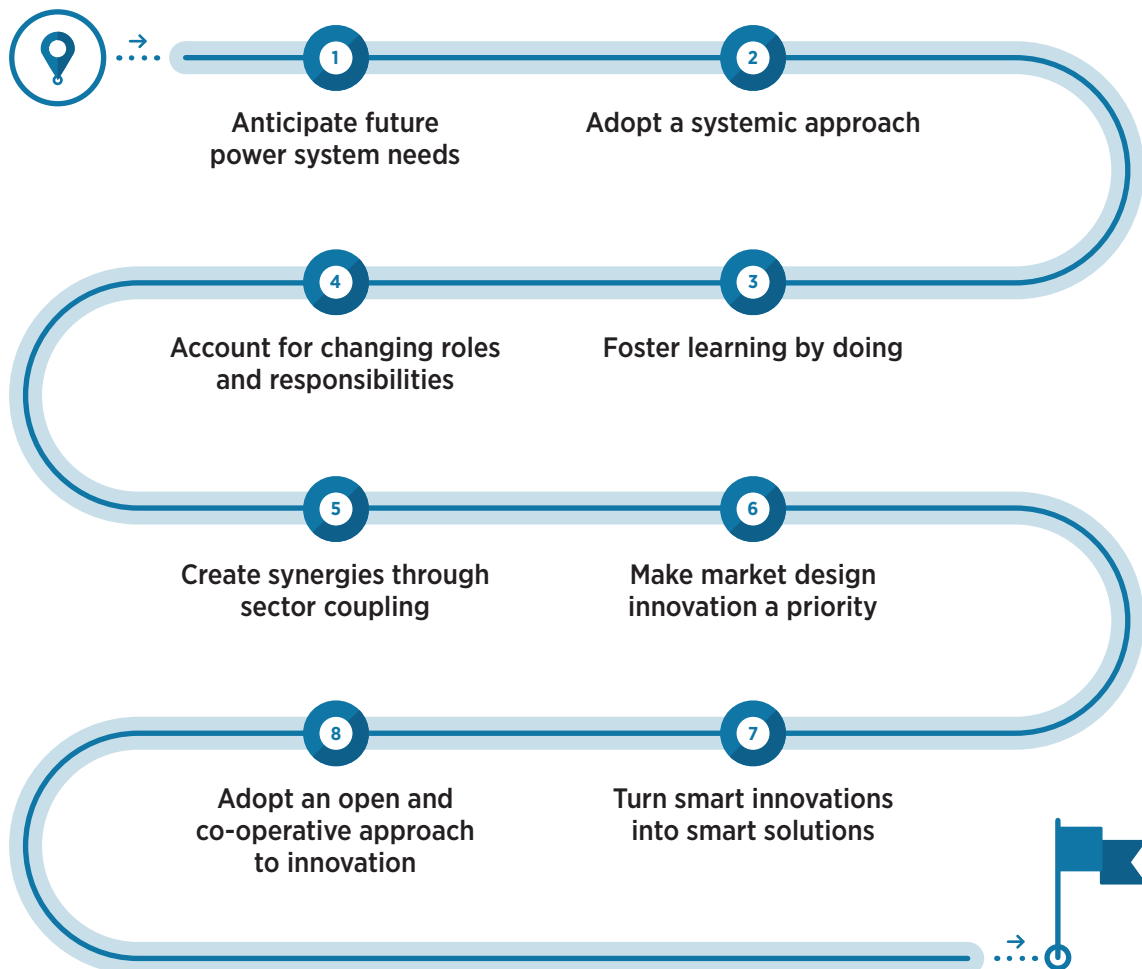 1
Anticipate future
power system needs
2
Adopt a systemic approach
3
Foster learning by doing
4
Account for changing roles
and responsibilities
5
Create synergies through
sector coupling
6
Make market design
innovation a priority
7
Turn smart innovations
into smart solutions
8
Adopt an open and
co-operative approach
to innovation